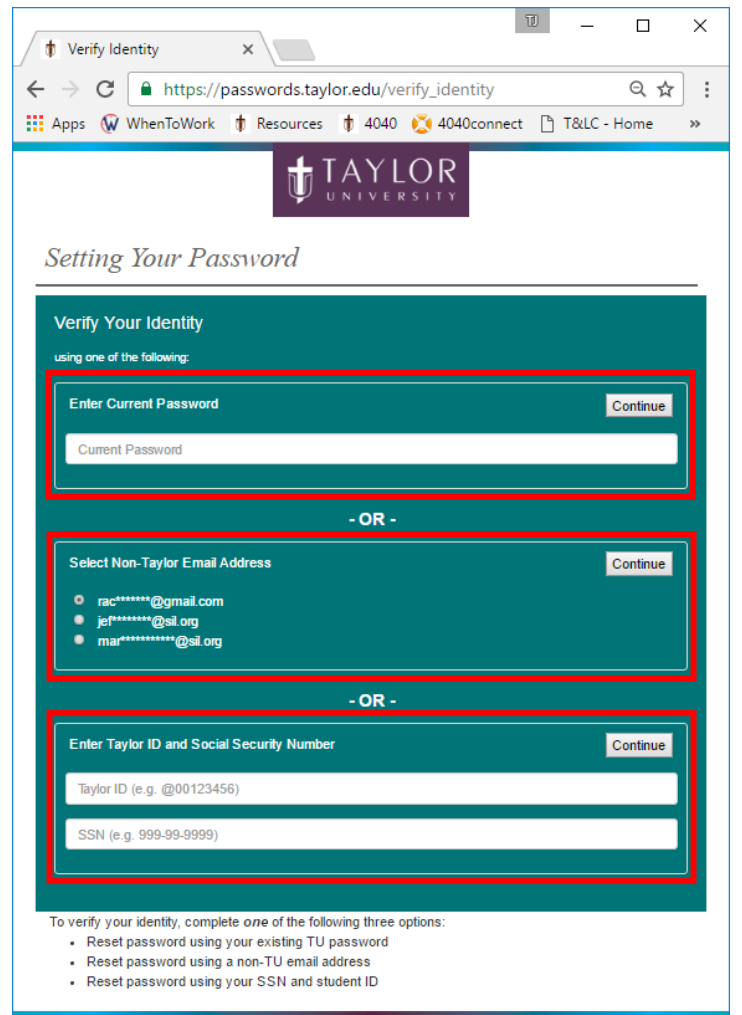 TJ
Verify Identity
https://passwords.taylor.edu/verify_identity
Apps WhenToWork Resources 4040 4040connect T&LC - Home »
TAYLOR
UNIVERSITY
Setting Your Password
Verify Your Identity
using one of the following:
Enter Current Password Continue
Current Password
- OR -
Select Non-Taylor Email Address Continue
rac*******@gmail.com
jef********@sil.org
mar***********@sil.org
- OR -
Enter Taylor ID and Social Security Number Continue
Taylor ID (e.g. @00123456)
SSN (e.g. 999-99-9999)
To verify your identity, complete one of the following three options:
• Reset password using your existing TU password
• Reset password using a non-TU email address
• Reset password using your SSN and student ID